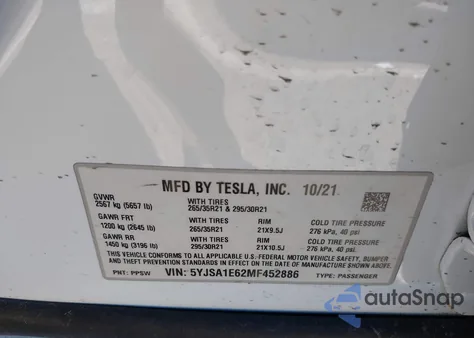 MFD BY TESLA, INC. 10/21
GVWR WITH TIRES
2567 kg (5657 lb) 265/35R21 & 295/30R21
GAWR FRT WITH TIRES RIM COLD TIRE PRESSURE
1200 kg (2645 lb) 265/35R21 21X9.5J 276 kPa, 40 psi
GAWR RR WITH TIRES RIM COLD TIRE PRESSURE
1450 kg (3196 lb) 295/30R21 21X10.5J 276 kPa, 40 psi
THIS VEHICLE CONFORMS TO ALL APPLICABLE FEDERAL MOTOR VEHICLE SAFETY, BUMPER
AND THEFT PREVENTION STANDARDS IN EFFECT ON THE DATE OF MANUFACTURE SHOWN ABOVE.
PNT: PPSW VIN: 5YJSA1E62MF452886 TYPE: PASSENGER
autoSnap